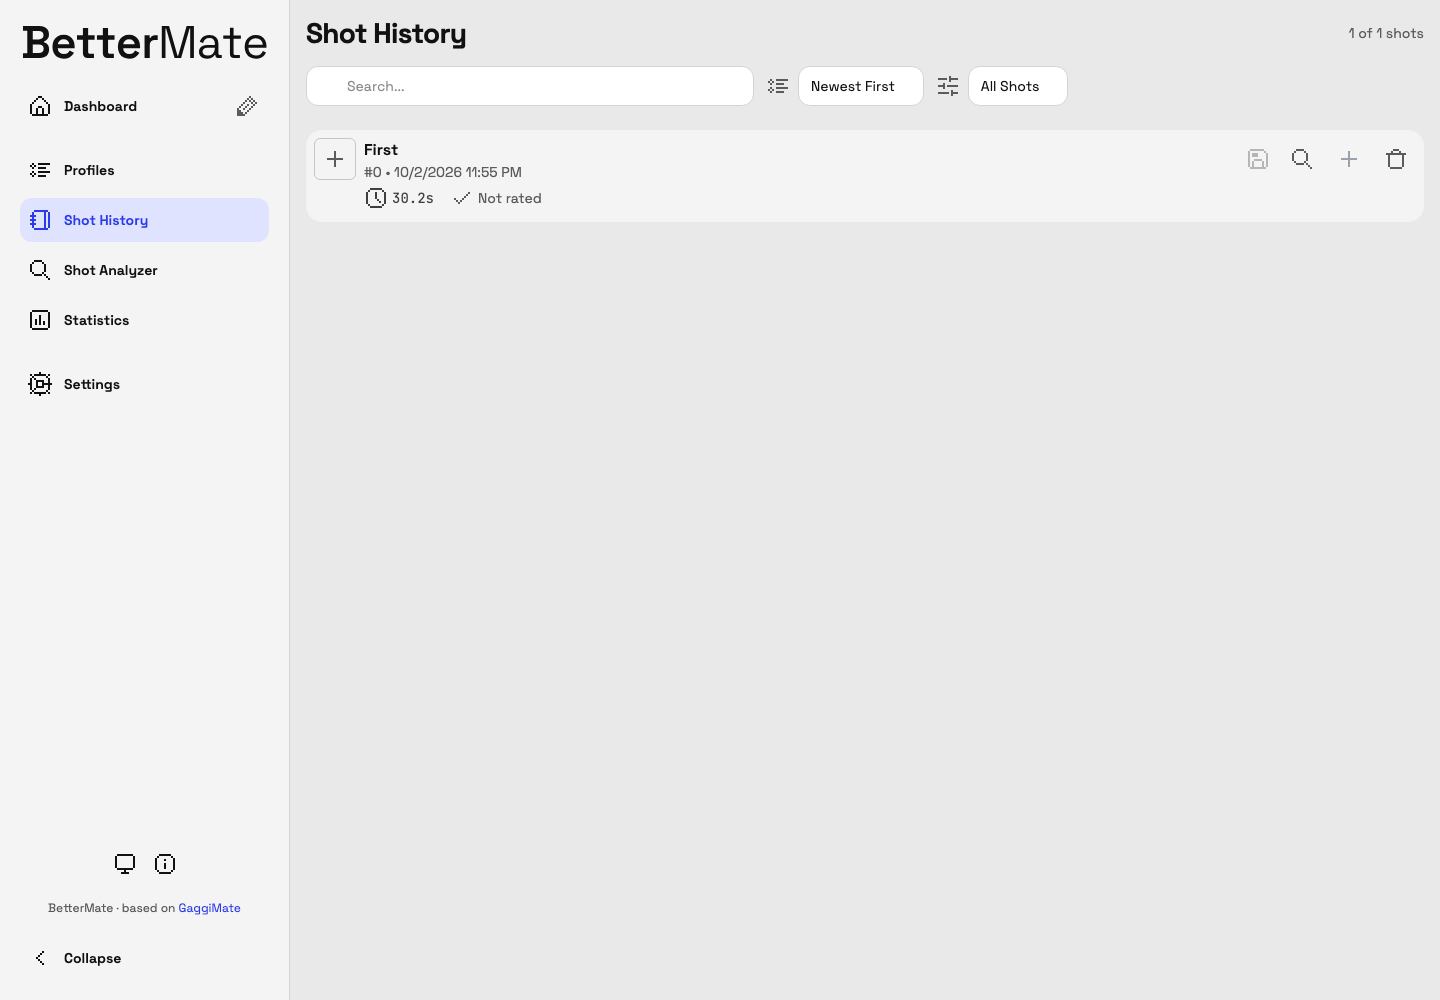 BetterMate
Dashboard
Profiles
Shot History
Shot Analyzer
Statistics
Settings
BetterMate · based on GaggiMate
Collapse
Shot History
1 of 1 shots
Search...
Newest First
All Shots
First
#0 • 10/2/2026 11:55 PM
30.2s
Not rated